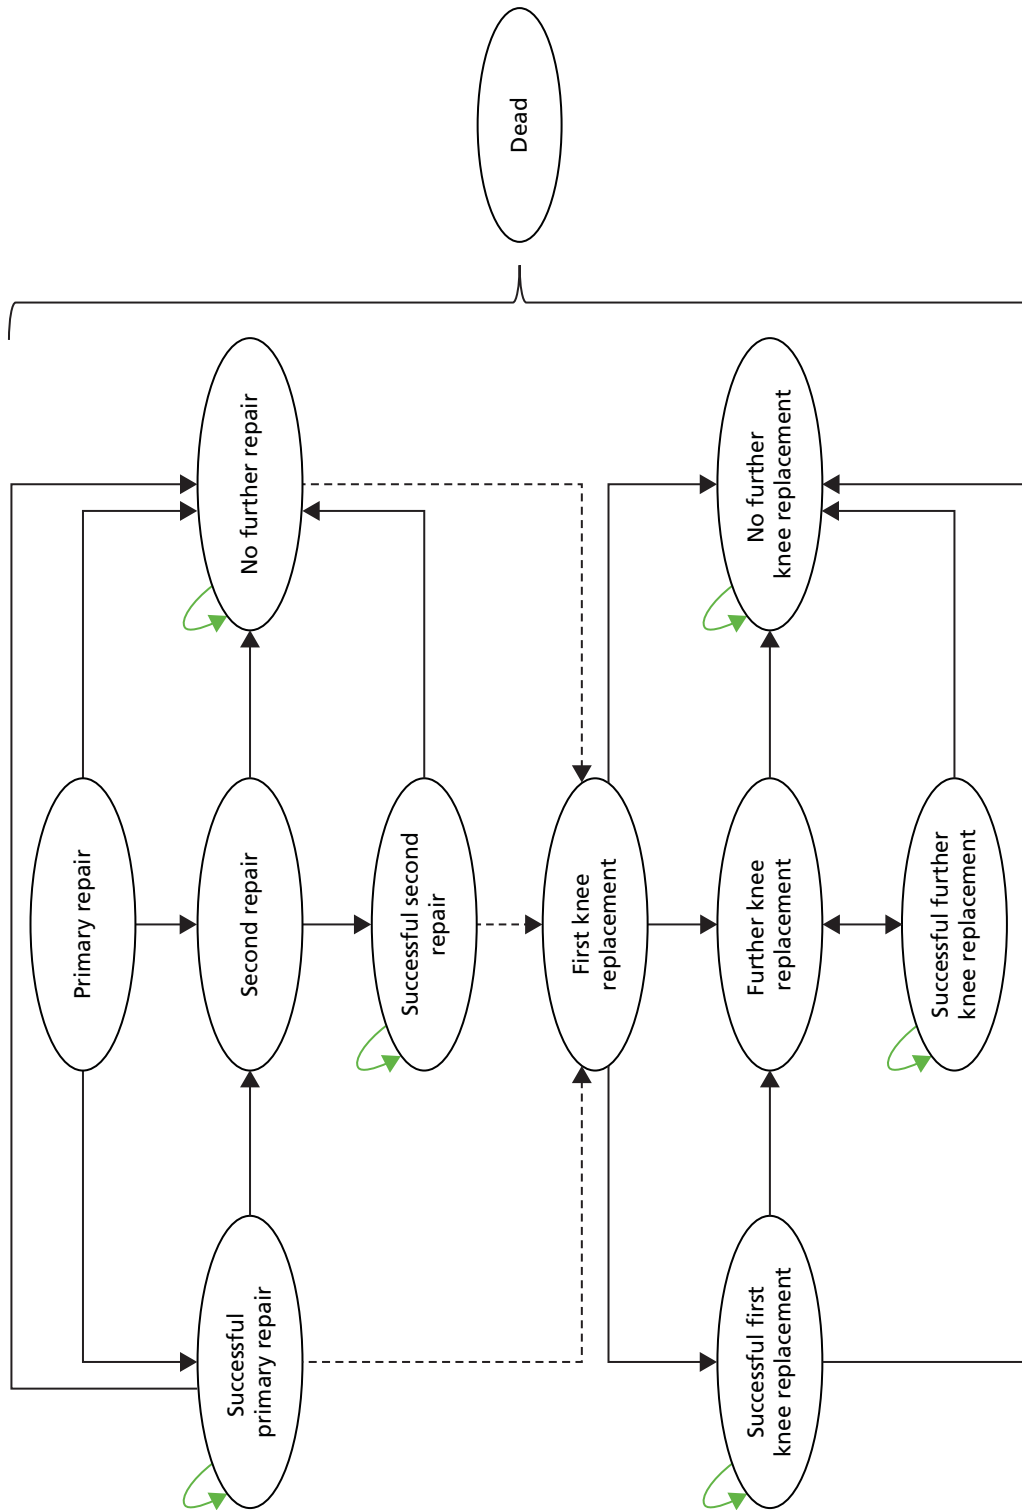 Primary repair
Successful
primary repair
Second repair
No further repair
Successful second
repair
First knee
replacement
Successful first
knee replacement
Further knee
replacement
No further
knee replacement
Successful further
knee replacement
Dead